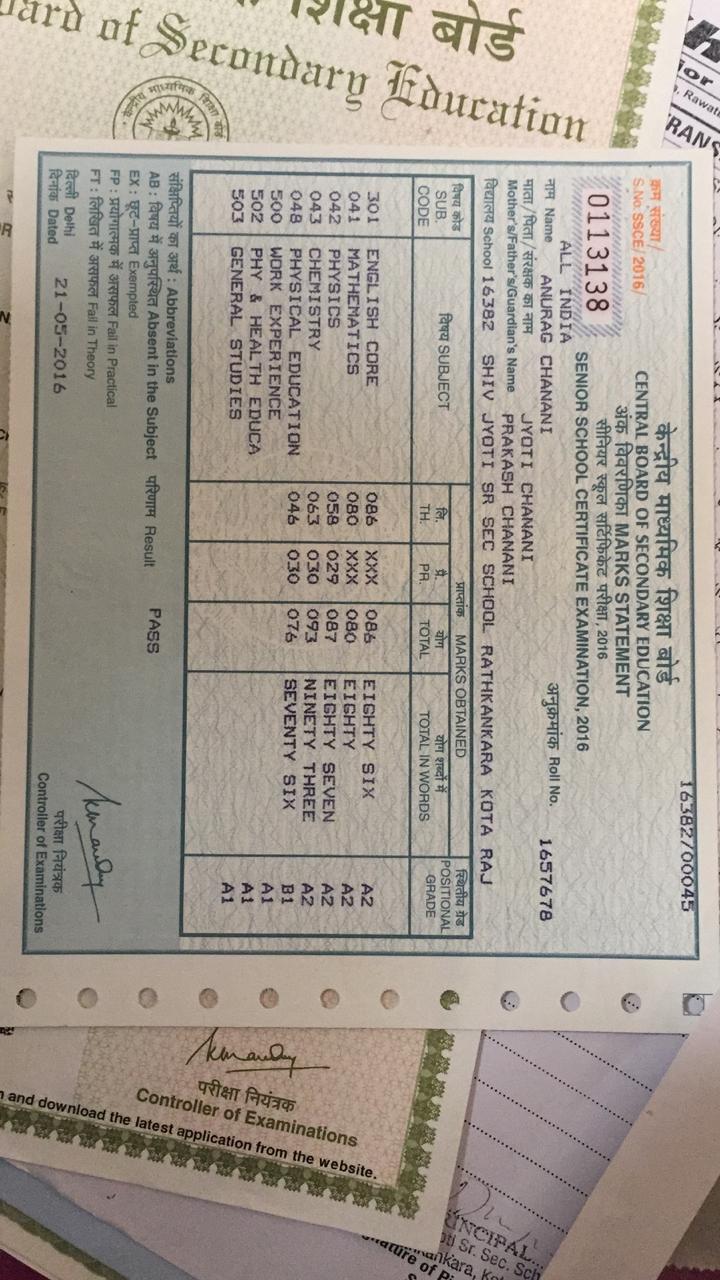 शिक्षा बोर्ड
ard of Secondary Education
केन्द्रीय माध्यमिक शिक्षा बोर्ड
16382/00045
क्रम संख्या/
S.No. SSCE/2016/
01138138
केन्द्रीय माध्यमिक शिक्षा बोर्ड
CENTRAL BOARD OF SECONDARY EDUCATION
अंक विवरणिका MARKS STATEMENT
सीनियर स्कूल सर्टिफिकेट परीक्षा, 2016
SENIOR SCHOOL CERTIFICATE EXAMINATION, 2016
ALL INDIA
नाम Name ANURAG CHANANI अनुक्रमांक Roll No. 1657678
माता/पिता/संरक्षक का नाम JYOTI CHANANI
Mother's/Father's/Guardian's Name PRAKASH CHANANI
विद्यालय School 16382 SHIV JYOTI SR SEC SCHOOL RATHKANKARA KOTA RAJ
विषय कोड SUB. CODE विषय SUBJECT प्राप्तांक MARKS OBTAINED स्थितीय ग्रेड POSITIONAL GRADE
लि. TH. प्रै. PR. योग TOTAL योग शब्दों में TOTAL IN WORDS
301 ENGLISH CORE 086 XXX 086 EIGHTY SIX A2
041 MATHEMATICS 080 XXX 080 EIGHTY A2
042 PHYSICS 058 029 087 EIGHTY SEVEN A2
043 CHEMISTRY 063 030 093 NINETY THREE A2
048 PHYSICAL EDUCATION 046 030 076 SEVENTY SIX B1
500 WORK EXPERIENCE A1
502 PHY & HEALTH EDUCA A1
503 GENERAL STUDIES A1
संक्षिप्तियों का अर्थ : Abbreviations
AB : विषय में अनुपस्थित Absent in the Subject परिणाम Result PASS
EX : छूट-प्राप्त Exempted
FP : प्रयोगात्मक में असफल Fail in Practical
FT : लिखित में असफल Fail in Theory
दिल्ली Delhi
दिनांक Dated 21-05-2016
परीक्षा नियंत्रक
Controller of Examinations
परीक्षा नियंत्रक
Controller of Examinations
and download the latest application from the website.
Rawat
RANS
NCIPAL
Sr. Sec. Sch
nature of